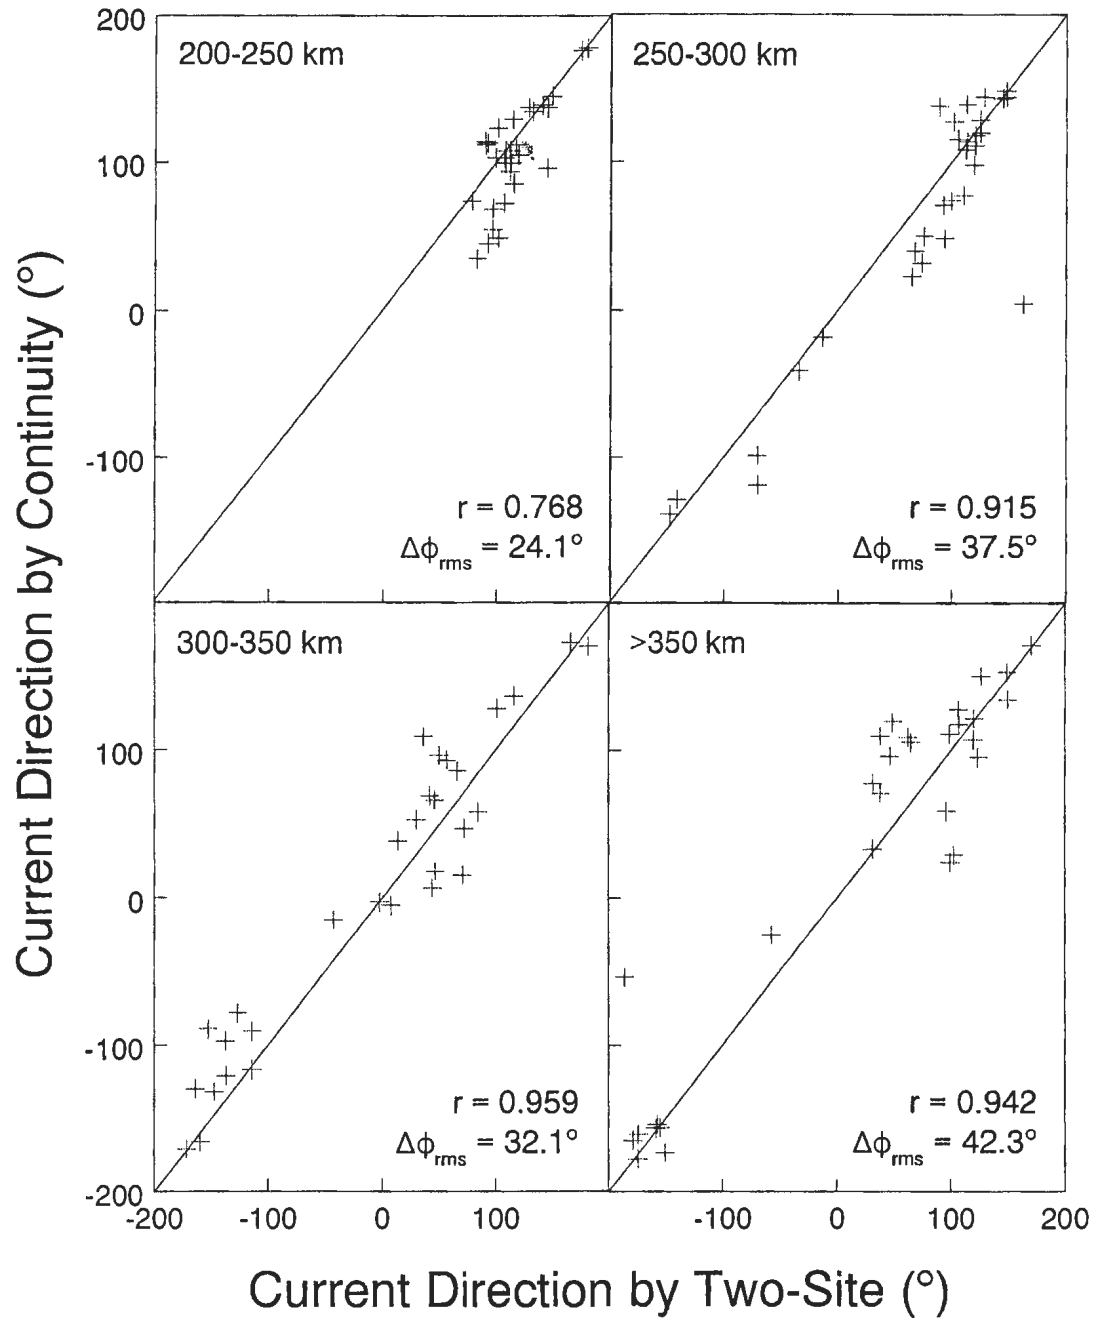 Current Direction by Continuity (°)
200
100
0
-100
200-250 km
r = 0.768
Δϕrms = 24.1°
250-300 km
r = 0.915
Δϕrms = 37.5°
100
0
-100
-200
300-350 km
r = 0.959
Δϕrms = 32.1°
>350 km
r = 0.942
Δϕrms = 42.3°
-200 -100 0 100 -100 0 100 200
Current Direction by Two-Site (°)